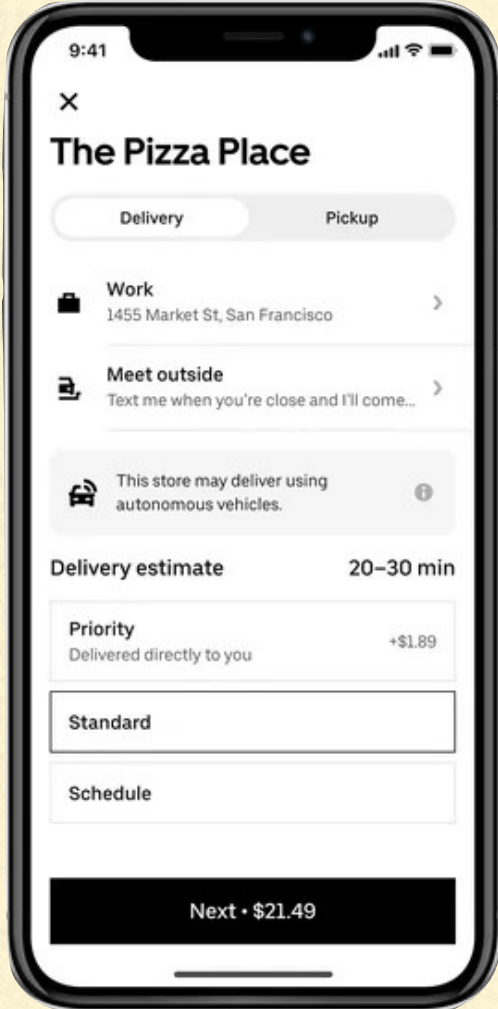 9:41
The Pizza Place
Delivery
Pickup
Work
1455 Market St, San Francisco
Meet outside
Text me when you're close and I'll come...
This store may deliver using
autonomous vehicles.
Delivery estimate
20–30 min
Priority
Delivered directly to you
+$1.89
Standard
Schedule
Next • $21.49